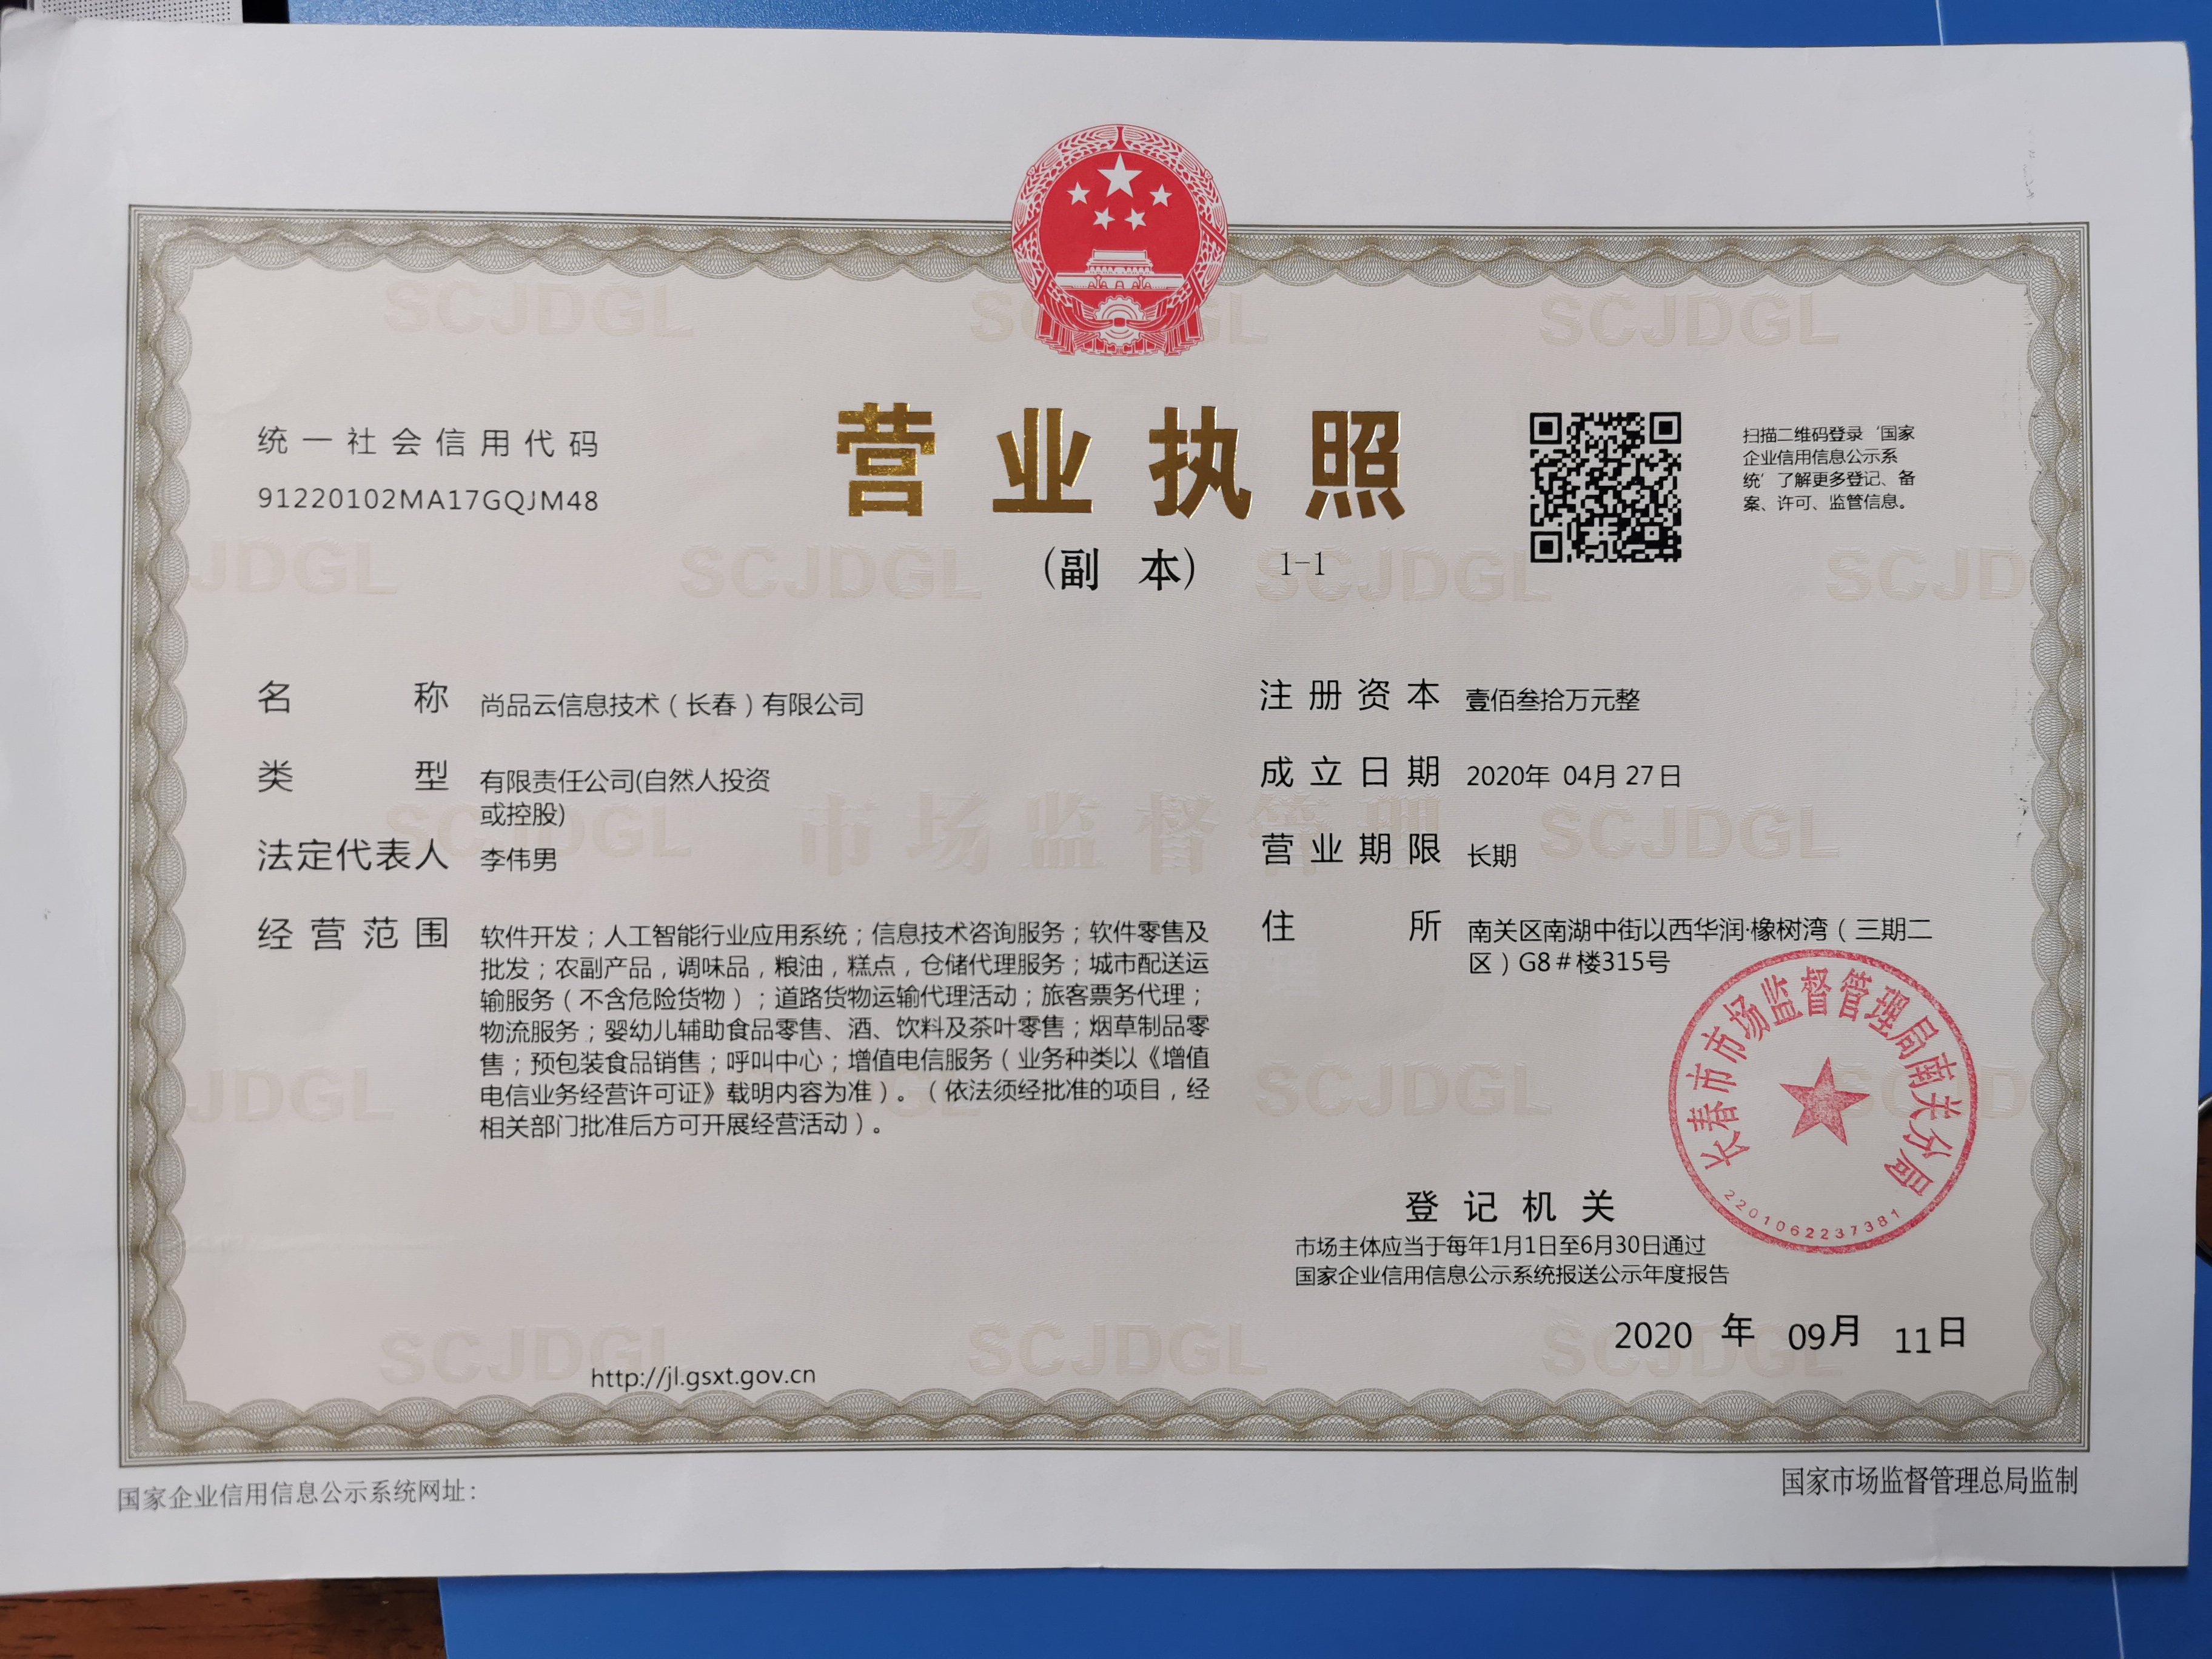 统一社会信用代码
91220102MA17GQJM48
营业执照
(副 本) 1-1
扫描二维码登录‘国家
企业信用信息公示系
统’了解更多登记、备
案、许可、监管信息。
名称 尚品云信息技术（长春）有限公司
类型 有限责任公司(自然人投资
或控股)
法定代表人 李伟男
经营范围 软件开发；人工智能行业应用系统；信息技术咨询服务；软件零售及
批发；农副产品，调味品，粮油，糕点，仓储代理服务；城市配送运
输服务（不含危险货物）；道路货物运输代理活动；旅客票务代理；
物流服务；婴幼儿辅助食品零售、酒、饮料及茶叶零售；烟草制品零
售；预包装食品销售；呼叫中心；增值电信服务（业务种类以《增值
电信业务经营许可证》载明内容为准）。（依法须经批准的项目，经
相关部门批准后方可开展经营活动）。
注册资本 壹佰叁拾万元整
成立日期 2020年 04月 27日
营业期限 长期
住所 南关区南湖中街以西华润·橡树湾（三期二
区）G8＃楼315号
长春市市场监督管理局南关分局
2201062237381
登记机关
市场主体应当于每年1月1日至6月30日通过
国家企业信用信息公示系统报送公示年度报告
2020 年 09月 11日
http://jl.gsxt.gov.cn
国家企业信用信息公示系统网址：
国家市场监督管理总局监制
SCJDGL
市场监督管理